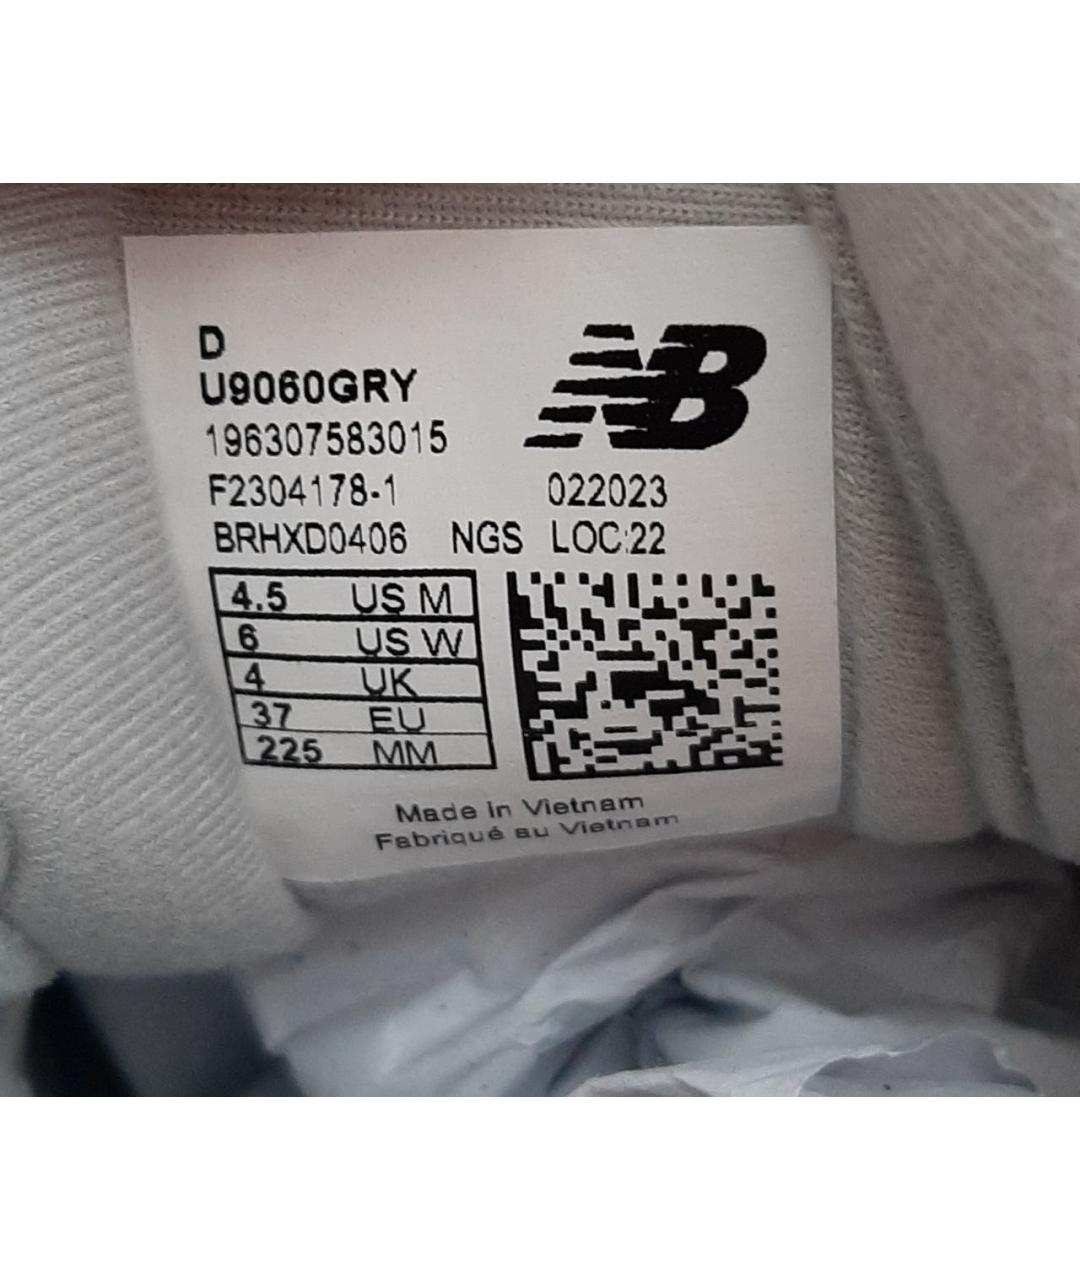 D
U9060GRY
NB
196307583015
F2304178-1 022023
BRHXD0406 NGS LOC:22
4.5 US M
6 US W
4 UK
37 EU
225 MM
Made in Vietnam
Fabriqué au Vietnam